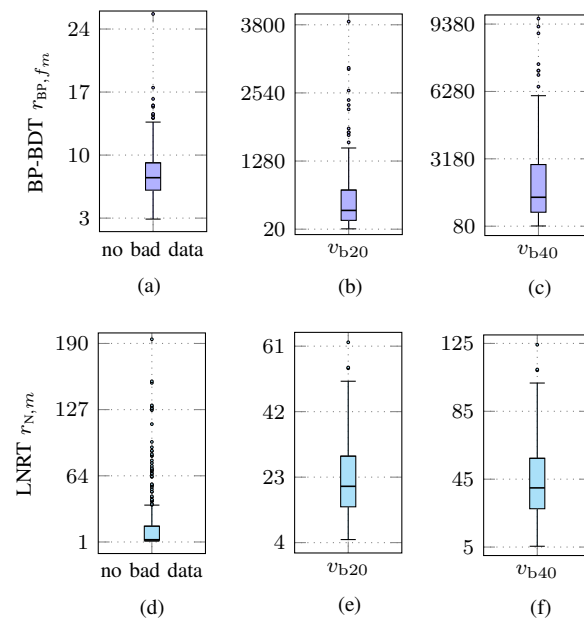 BP-BDT r_BP,f_m
24
17
10
3
no bad data
(a)
3800
2540
1280
20
v_b20
(b)
9380
6280
3180
80
v_b40
(c)
LNRT r_N,m
190
127
64
1
no bad data
(d)
61
42
23
4
v_b20
(e)
125
85
45
5
v_b40
(f)